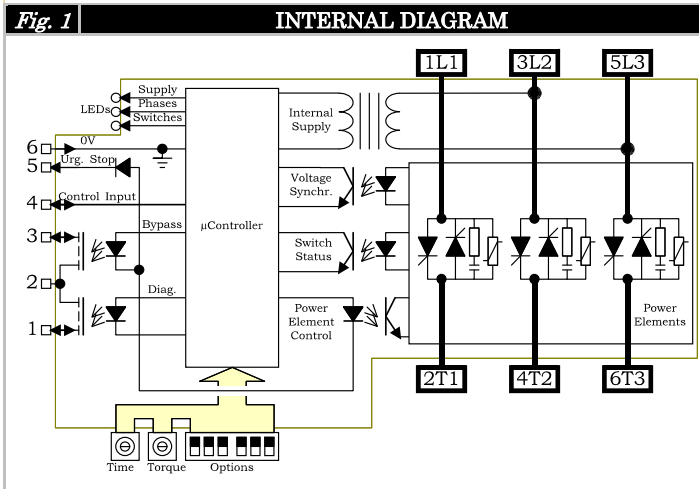 Fig. 1
INTERNAL DIAGRAM
1L1
3L2
5L3
Supply
LEDs
Phases
Switches
Internal
Supply
6
0V
5
Urg. Stop
Voltage
Synchr.
4
Control Input
μController
3
Bypass
Switch
Status
2
Diag.
1
Power
Element
Control
Power
Elements
2T1
4T2
6T3
Time
Torque
Options